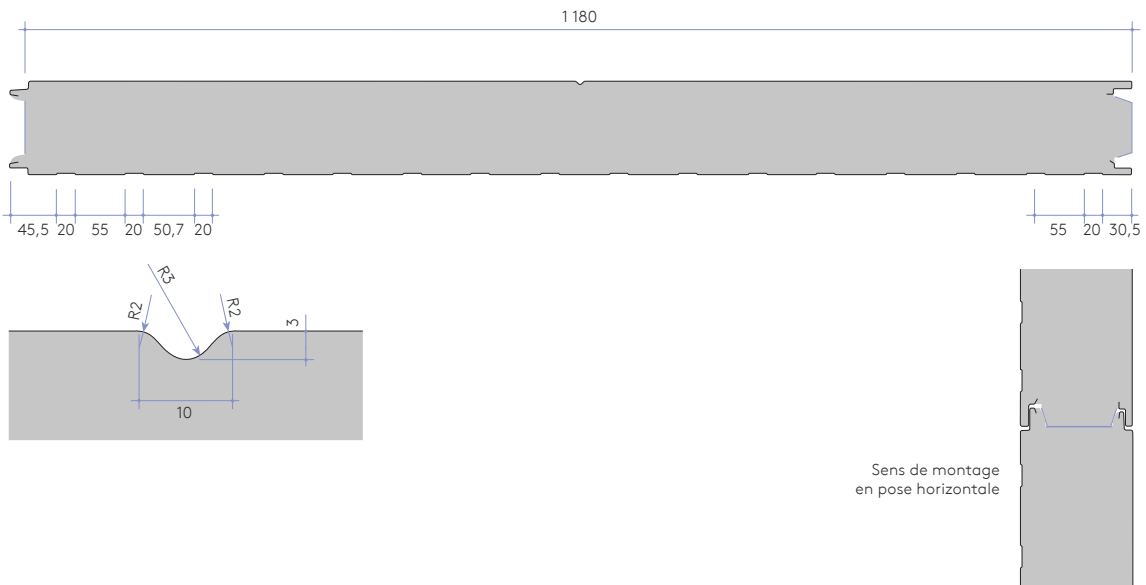 1 180
45,5 20 55 20 50,7 20
55 20 30,5
R3
R2
R2
3
10
Sens de montage
en pose horizontale